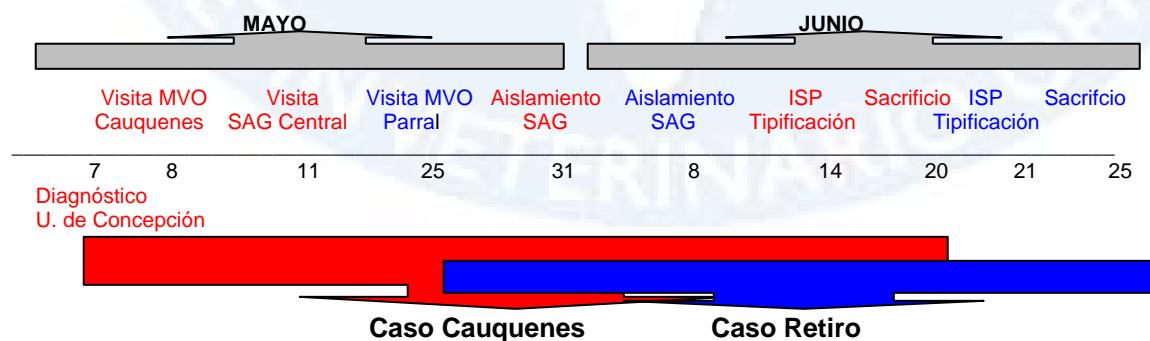 MAYO JUNIO
Visita MVO Visita Visita MVO Aislamiento Aislamiento ISP Sacrificio ISP Sacrifcio
Cauquenes SAG Central Parral SAG SAG Tipificación Tipificación
7 8 11 25 31 8 14 20 21 25
Diagnóstico
U. de Concepción
Caso Cauquenes Caso Retiro